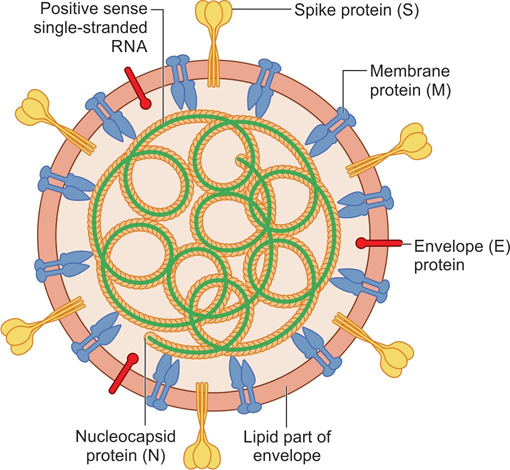 Positive sense
single-stranded
RNA
Spike protein (S)
Membrane
protein (M)
Envelope (E)
protein
Nucleocapsid
protein (N)
Lipid part of
envelope